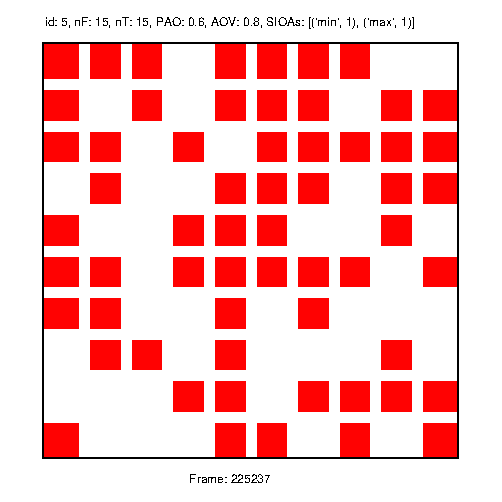 id: 5, nF: 15, nT: 15, PAO: 0.6, AOV: 0.8, SIOAs: [('min', 1), ('max', 1)]
Frame: 225237